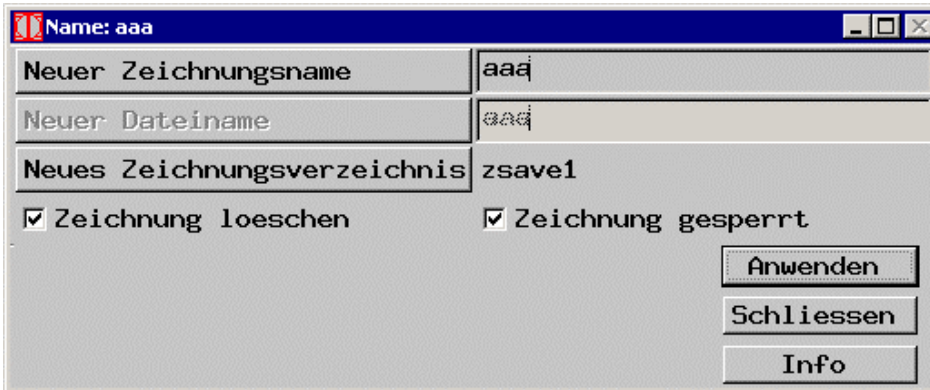 Name: aaa
Neuer Zeichnungsname aaa
Neuer Dateiname aaa
Neues Zeichnungsverzeichnis zsave1
Zeichnung loeschen Zeichnung gesperrt
Anwenden
Schliessen
Info